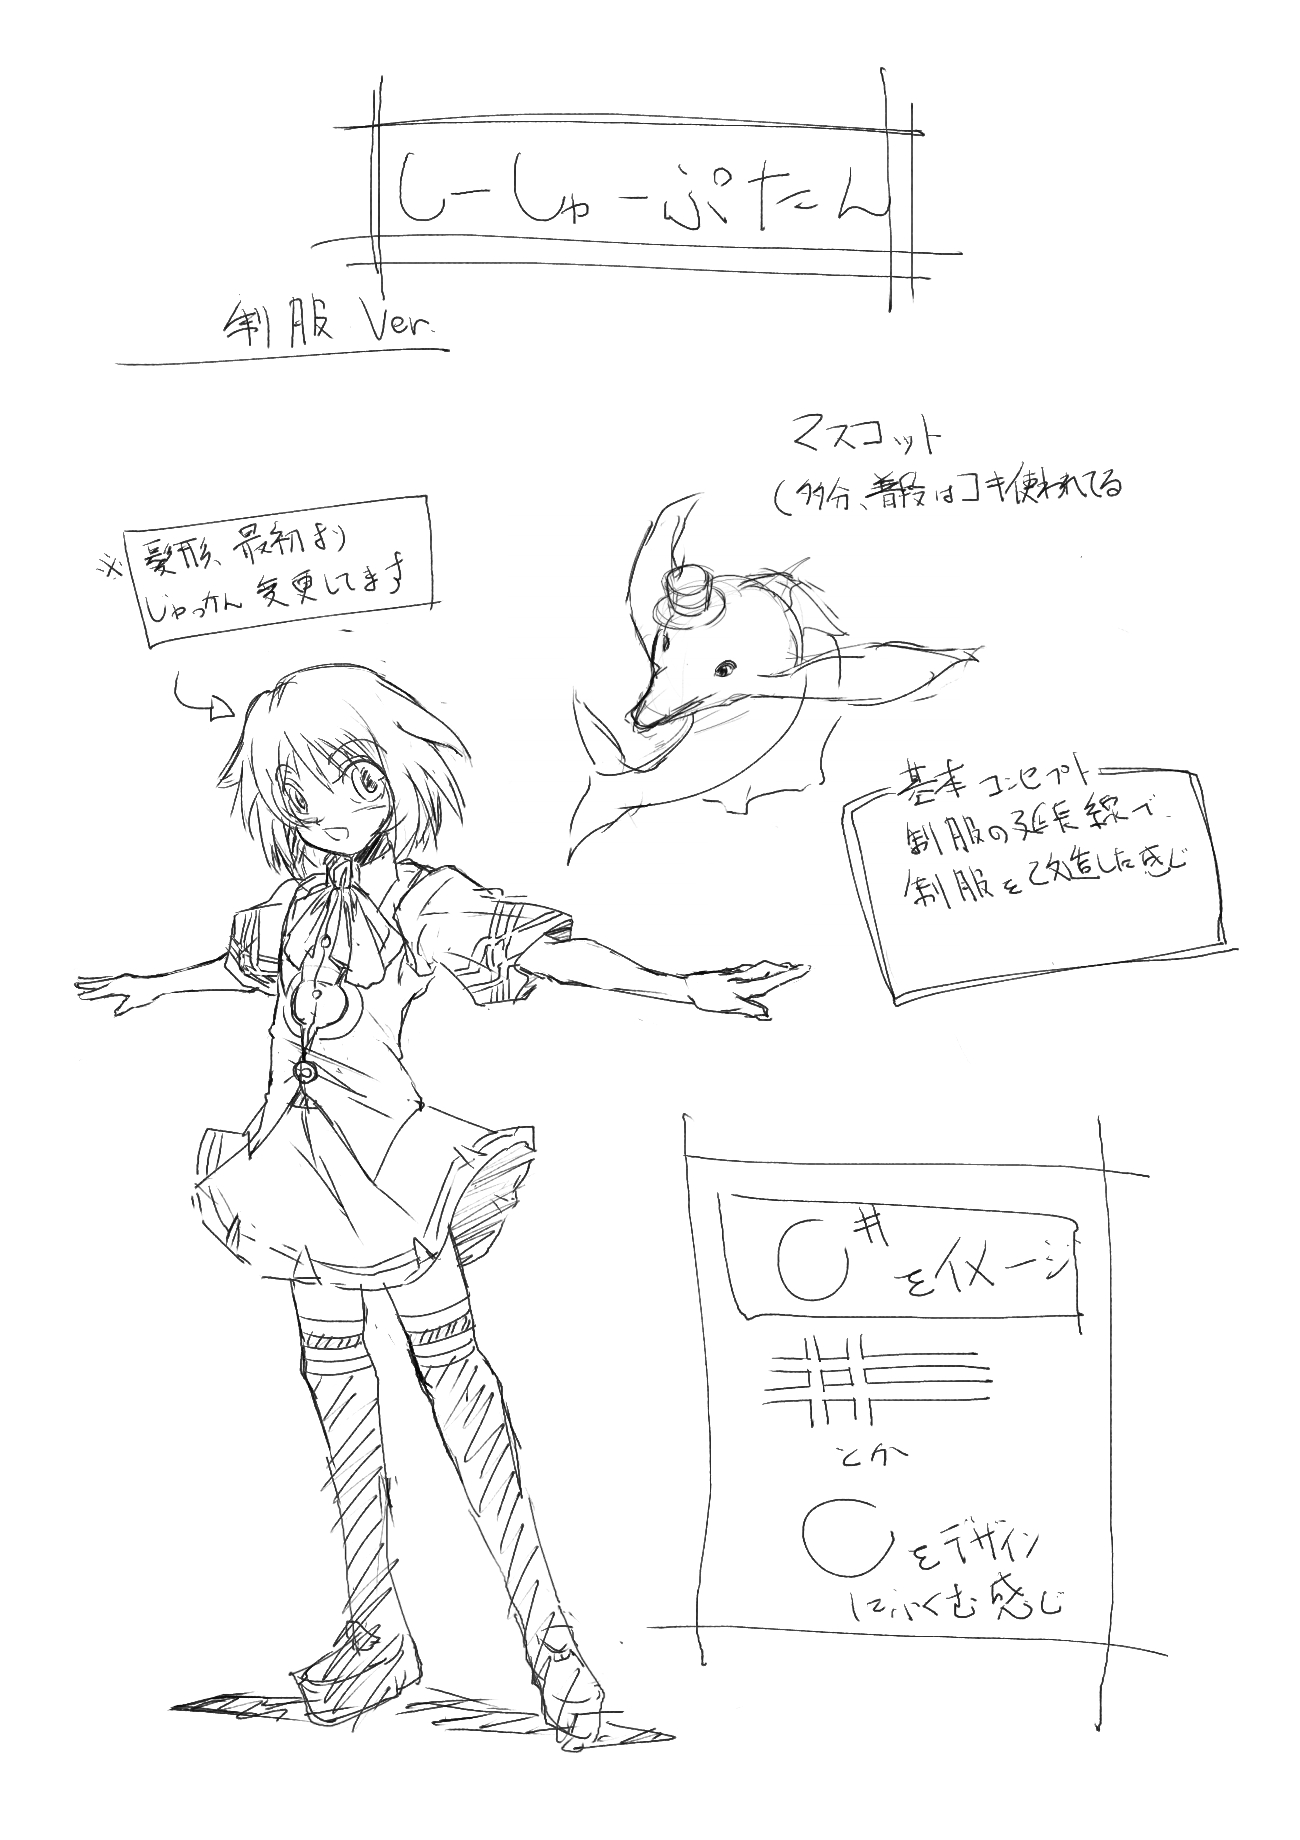 しーしゅーぷたん
制服 Ver.
マスコット
(多分、普段はコキ使われてる
※
髪形、最初より
じゃっかん変更してます
基本コンセプト
制服の延長線で、
制服を改造した感じ
C#をイメージ
とか
Cをデザイン
にふくむ感じ